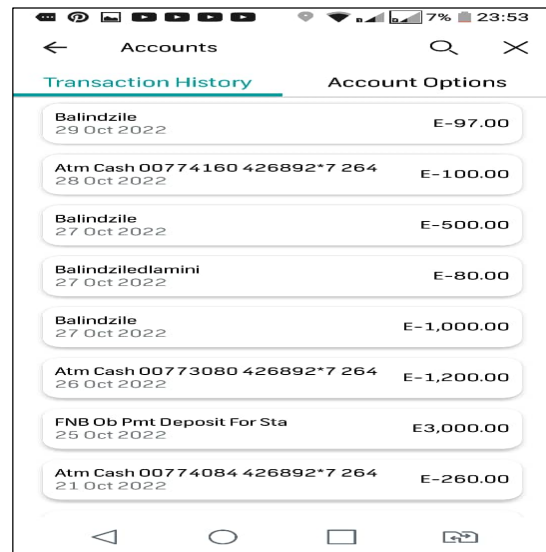 7% 23:53
Accounts
Transaction History Account Options
Balindzile E-97.00
29 Oct 2022
Atm Cash 00774160 426892*7 264 E-100.00
28 Oct 2022
Balindzile E-500.00
27 Oct 2022
Balindziledlamini E-80.00
27 Oct 2022
Balindzile E-1,000.00
27 Oct 2022
Atm Cash 00773080 426892*7 264 E-1,200.00
26 Oct 2022
FNB Ob Pmt Deposit For Sta E3,000.00
25 Oct 2022
Atm Cash 00774084 426892*7 264 E-260.00
21 Oct 2022